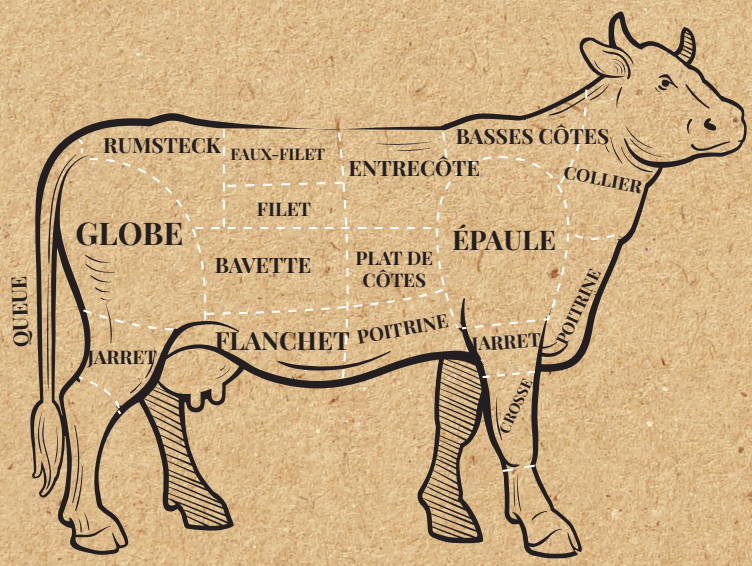 RUMSTECK
FAUX-FILET
ENTRECÔTE
BASSES CÔTES
COLLIER
GLOBE
FILET
ÉPAULE
BAVETTE
PLAT DE
CÔTES
QUEUE
JARRET
FLANCHET
POITRINE
JARRET
POITRINE
CROSSE